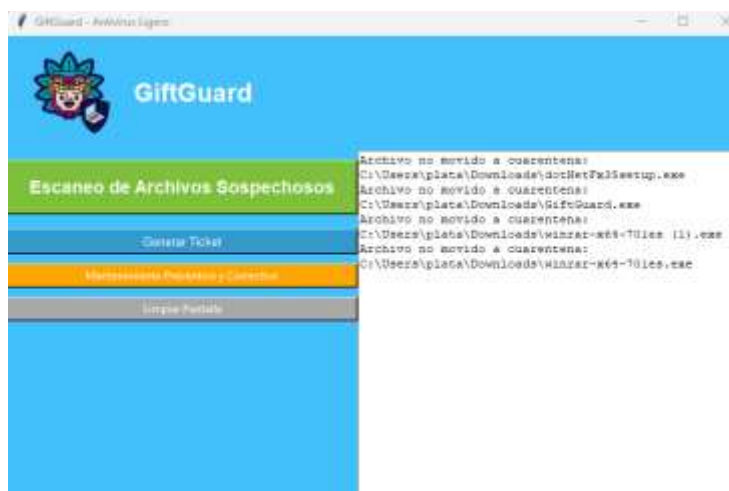 GiftGuard - Antivirus Ligero
GiftGuard
Escaneo de Archivos Sospechosos
Generar Ticket
Mantenimiento Preventivo y Correctivo
Limpiar Pantalla
Archivo no movido a cuarentena:
C:\Users\plata\Downloads\dotNetFx35setup.exe
Archivo no movido a cuarentena:
C:\Users\plata\Downloads\GiftGuard.exe
Archivo no movido a cuarentena:
C:\Users\plata\Downloads\winrar-x64-701es (1).exe
Archivo no movido a cuarentena:
C:\Users\plata\Downloads\winrar-x64-701es.exe